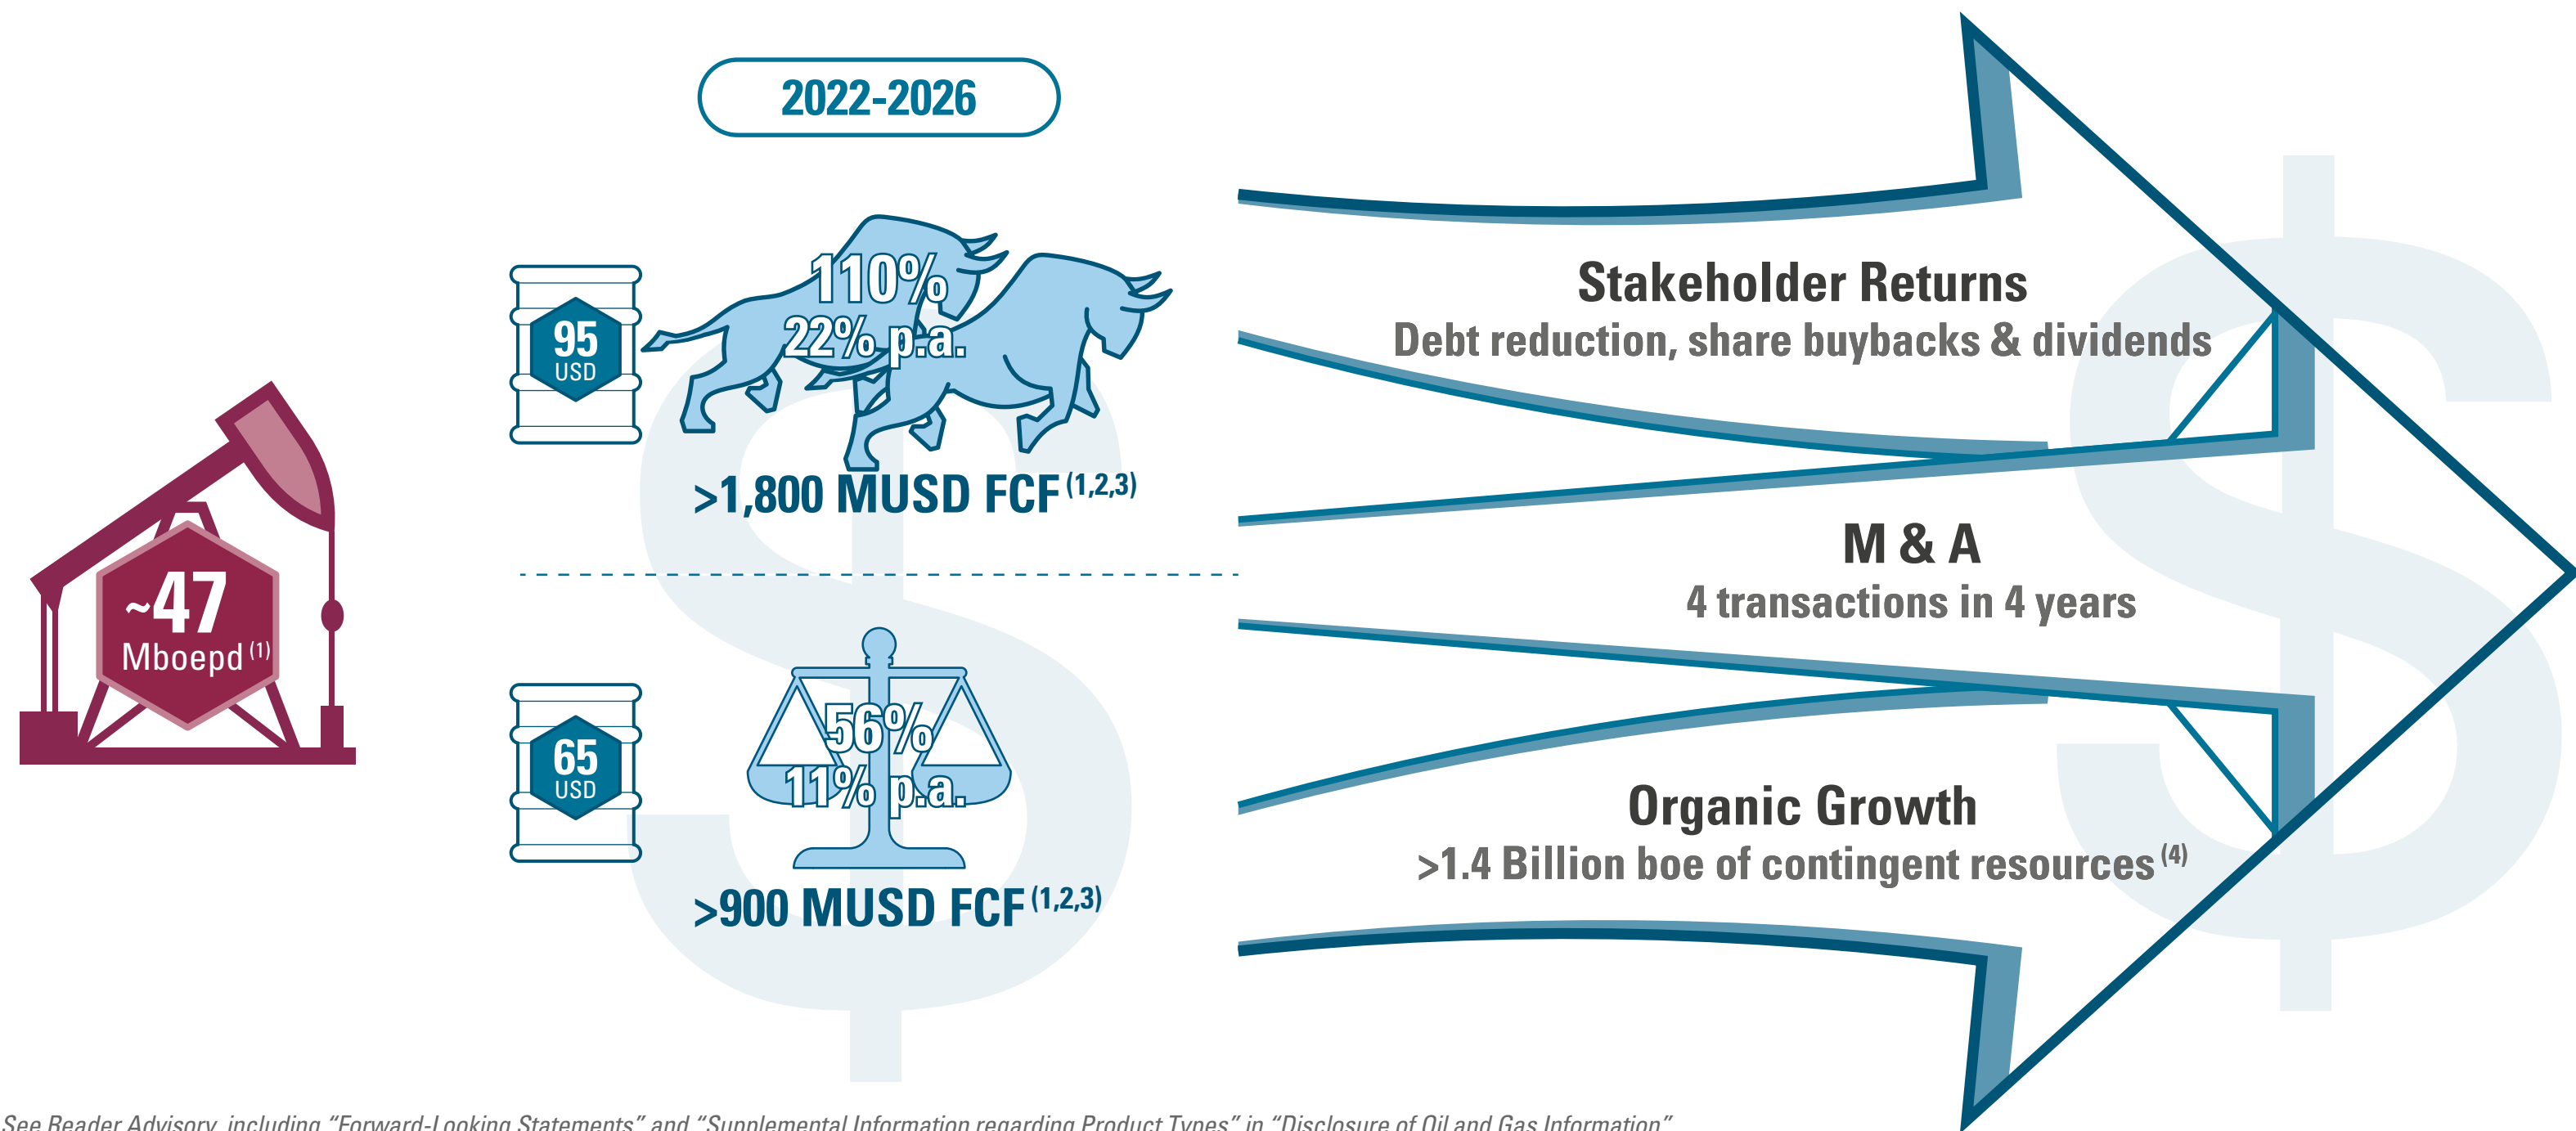 2022-2026
95
USD
110%
22% p.a.
>1,800 MUSD FCF (1,2,3)
~47
Mboepd (1)
65
USD
56%
11% p.a.
>900 MUSD FCF (1,2,3)
Stakeholder Returns
Debt reduction, share buybacks & dividends
M & A
4 transactions in 4 years
Organic Growth
>1.4 Billion boe of contingent resources (4)
See Reader Advisory, including “Forward-Looking Statements” and “Supplemental Information regarding Product Types” in “Disclosure of Oil and Gas Information”